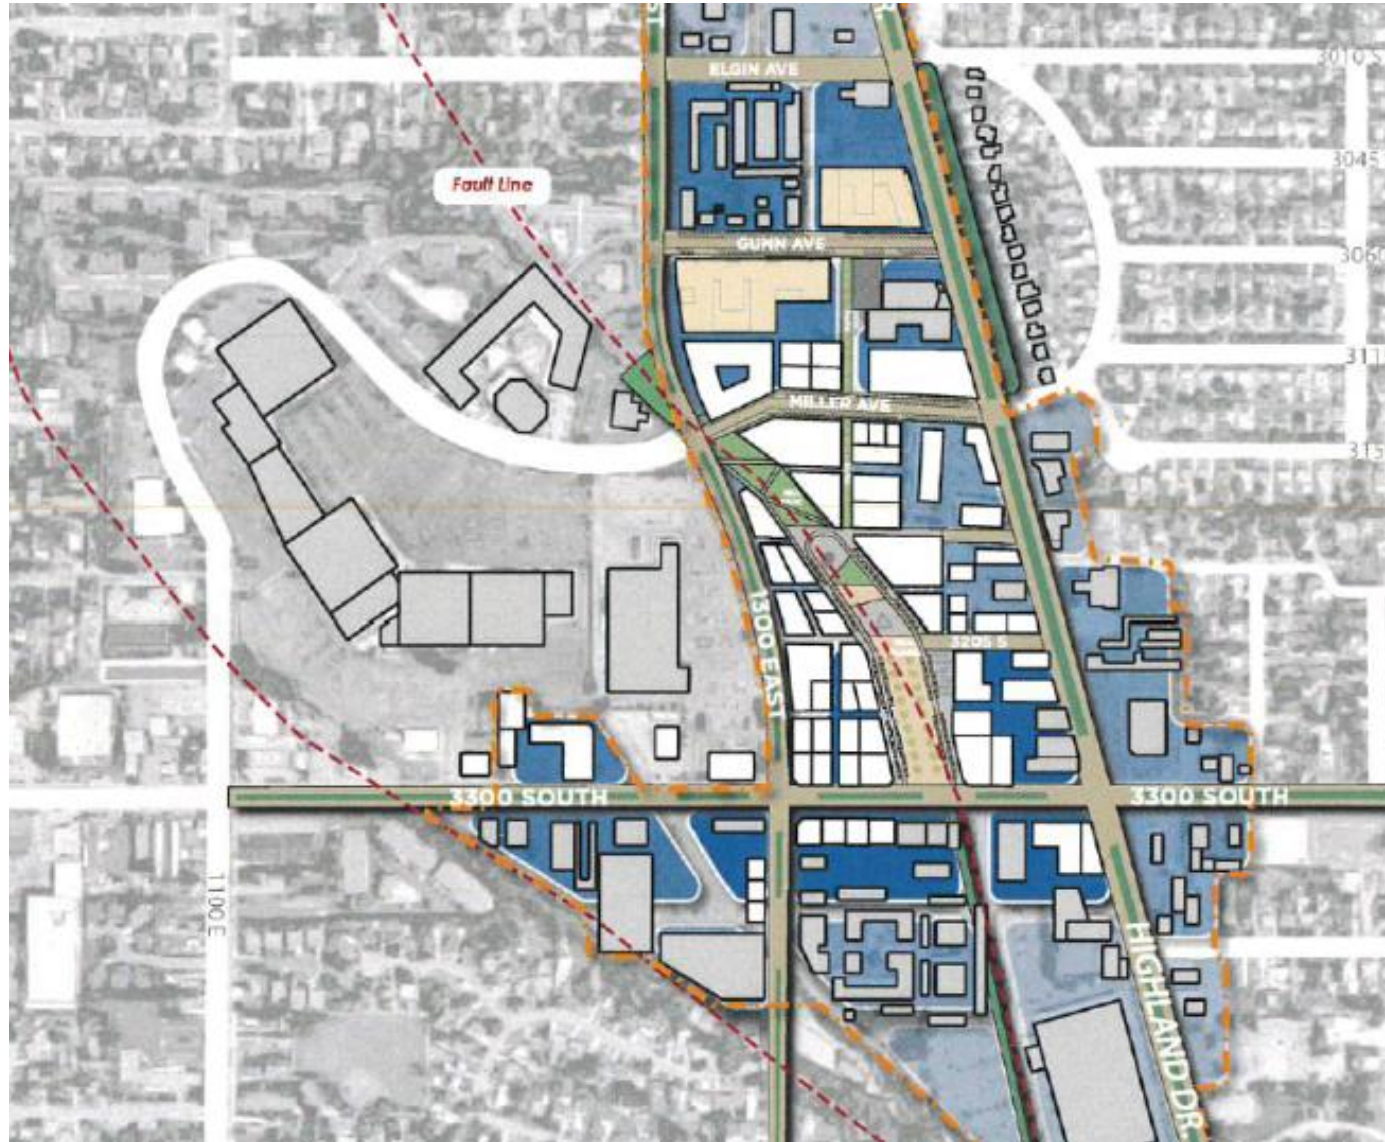 ST
R
ELGIN AVE
3010 S
3045
Fault Line
GUNN AVE
3060
311
MILLER AVE
315
1300 EAST
3205 S
3300 SOUTH
3300 SOUTH
1100 E
HIGHLAND DR.